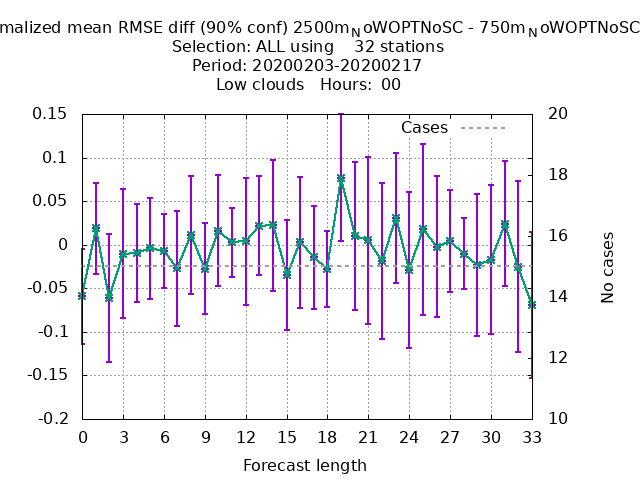 malized mean RMSE diff (90% conf) 2500mNoWOPTNoSC - 750mNoWOPTNoSC
Selection: ALL using 32 stations
Period: 20200203-20200217
Low clouds Hours: 00
Cases
0.15
0.1
0.05
0
-0.05
-0.1
-0.15
-0.2
20
18
16
14
12
10
No cases
0 3 6 9 12 15 18 21 24 27 30 33
Forecast length